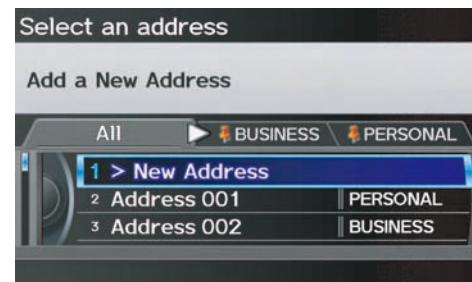 Select an address
Add a New Address
All BUSINESS PERSONAL
1 > New Address
2 Address 001 PERSONAL
3 Address 002 BUSINESS